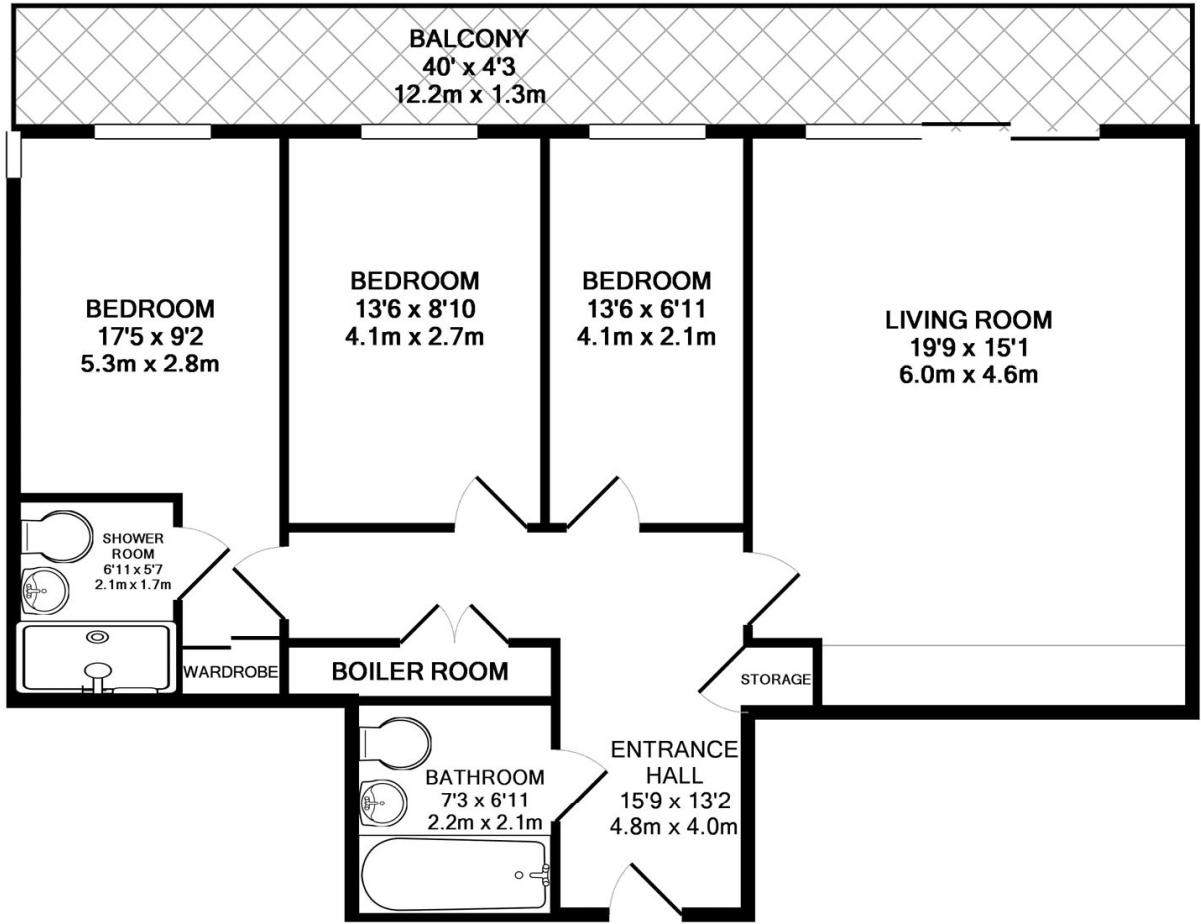 BALCONY
40' x 4'3
12.2m x 1.3m
BEDROOM
17'5 x 9'2
5.3m x 2.8m
BEDROOM
13'6 x 8'10
4.1m x 2.7m
BEDROOM
13'6 x 6'11
4.1m x 2.1m
LIVING ROOM
19'9 x 15'1
6.0m x 4.6m
SHOWER
ROOM
6'11 x 5'7
2.1m x 1.7m
WARDROBE
BOILER ROOM
STORAGE
BATHROOM
7'3 x 6'11
2.2m x 2.1m
ENTRANCE
HALL
15'9 x 13'2
4.8m x 4.0m